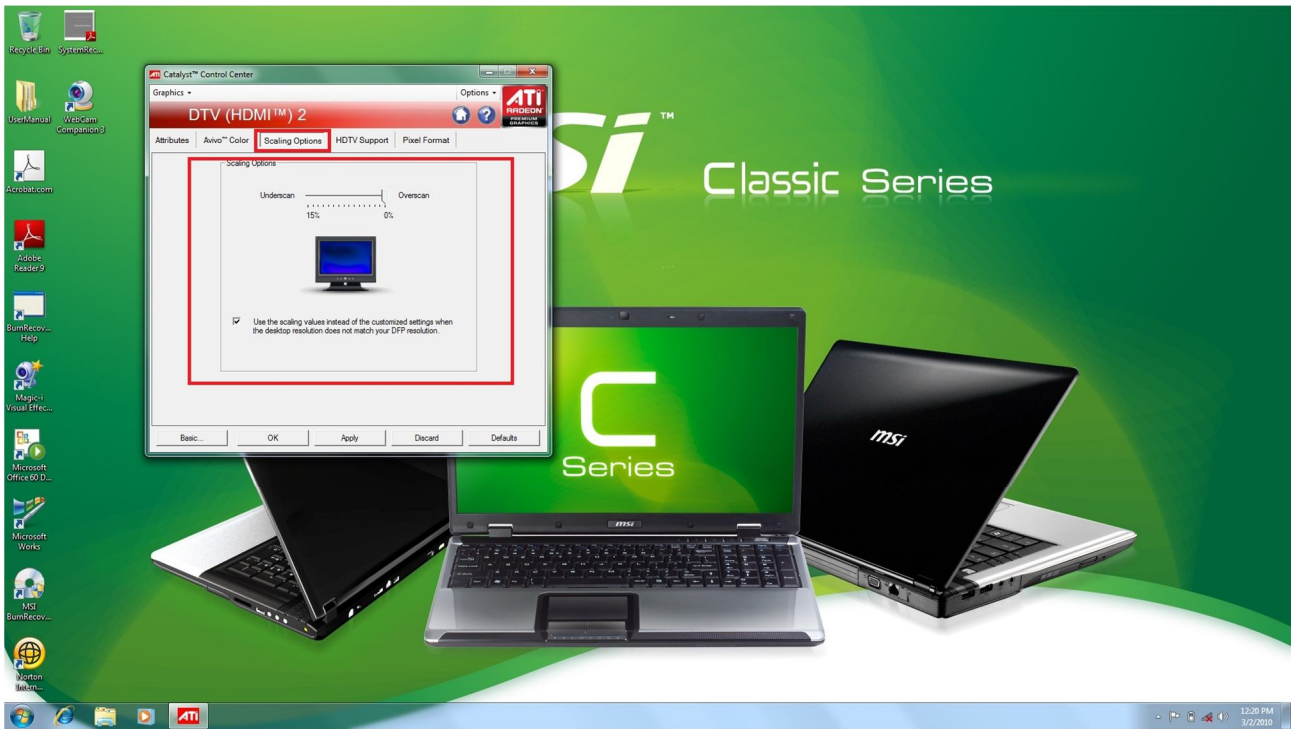 Recycle Bin
SystemRec...
UserManual
WebCam
Companion 3
Acrobat.com
Adobe
Reader 9
BurnRecov...
Help
Magic-i
Visual Effec...
Microsoft
Office 60 D...
Microsoft
Works
MSI
BurnRecov...
Norton
Intern...
ATI Catalyst™ Control Center
Graphics
Options
DTV (HDMI™) 2
ATI
RADEON
PREMIUM
GRAPHICS
Attributes Avivo™ Color Scaling Options HDTV Support Pixel Format
Scaling Options
Underscan Overscan
15% 0%
Use the scaling values instead of the customized settings when
the desktop resolution does not match your DFP resolution.
Basic... OK Apply Discard Defaults
™
Classic Series
C
Series
msi
msi
ATI
12:20 PM
3/2/2010